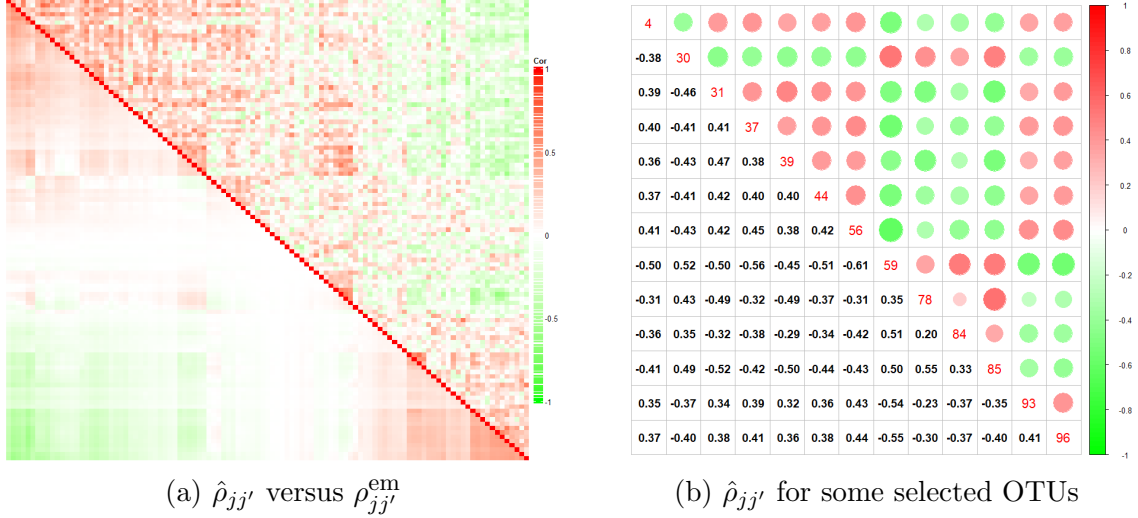 Cor
1
0.5
0
-0.5
-1
4
-0.38 30
0.39 -0.46 31
0.40 -0.41 0.41 37
0.36 -0.43 0.47 0.38 39
0.37 -0.41 0.42 0.40 0.40 44
0.41 -0.43 0.42 0.45 0.38 0.42 56
-0.50 0.52 -0.50 -0.56 -0.45 -0.51 -0.61 59
-0.31 0.43 -0.49 -0.32 -0.49 -0.37 -0.31 0.35 78
-0.36 0.35 -0.32 -0.38 -0.29 -0.34 -0.42 0.51 0.20 84
-0.41 0.49 -0.52 -0.42 -0.50 -0.44 -0.43 0.50 0.55 0.33 85
0.35 -0.37 0.34 0.39 0.32 0.36 0.43 -0.54 -0.23 -0.37 -0.35 93
0.37 -0.40 0.38 0.41 0.36 0.38 0.44 -0.55 -0.30 -0.37 -0.40 0.41 96
1
0.8
0.6
0.4
0.2
0
-0.2
-0.4
-0.6
-0.8
-1
(a) ρ̂jj′ versus ρ^em_jj′
(b) ρ̂jj′ for some selected OTUs